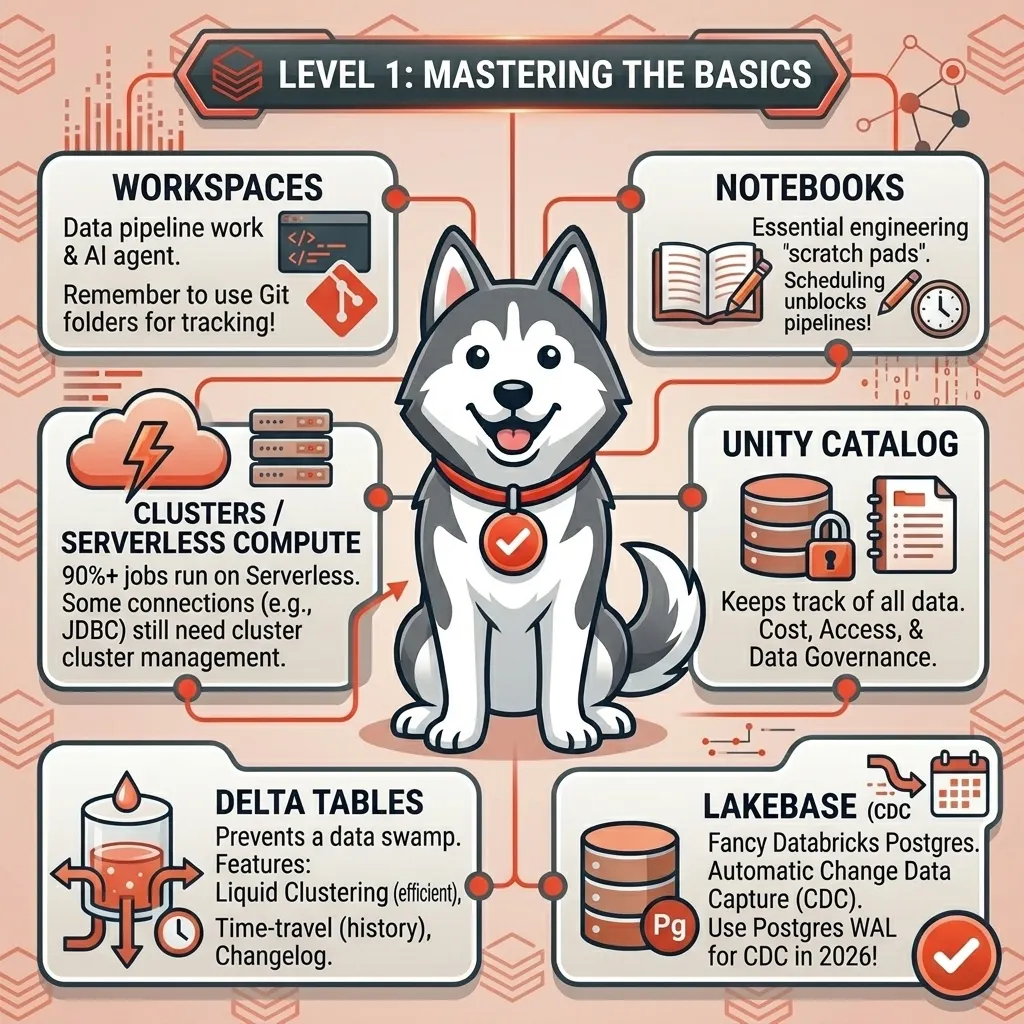 LEVEL 1: MASTERING THE BASICS
WORKSPACES
Data pipeline work
& AI agent.
Remember to use Git
folders for tracking!
</>
</>
NOTEBOOKS
Essential engineering
"scratch pads".
Scheduling
unblocks
pipelines!
CLUSTERS /
SERVERLESS COMPUTE
90%+ jobs run on Serverless.
Some connections (e.g.,
JDBC) still need cluster
cluster management.
UNITY CATALOG
Keeps track of all data.
Cost, Access, &
Data Governance.
DELTA TABLES
Prevents a data swamp.
Features:
Liquid Clustering (efficient),
Time-travel (history),
Changelog.
LAKEBASE (CDC
Fancy Databricks Postgres.
Automatic Change Data
Capture (CDC).
Use Postgres WAL
for CDC in 2026!
Pg